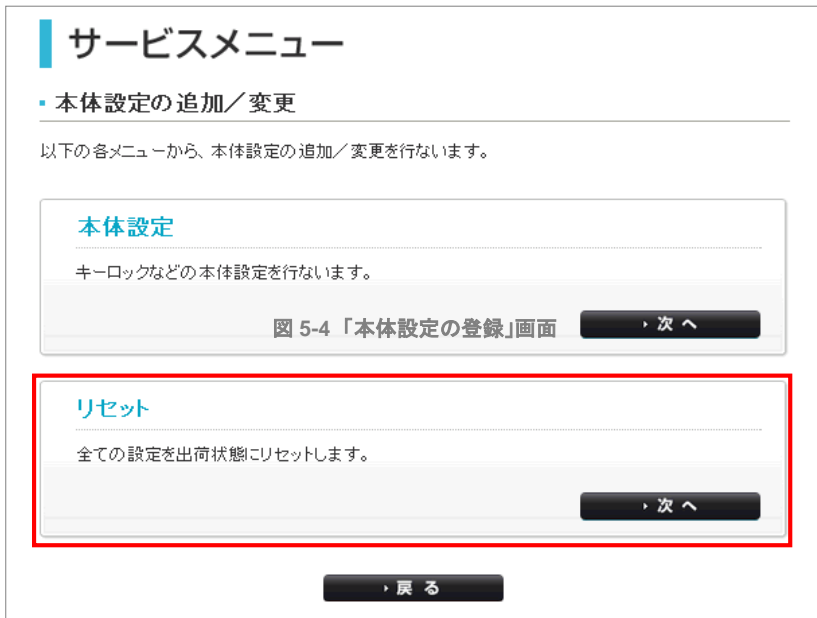 サービスメニュー
本体設定の追加／変更
以下の各メニューから、本体設定の追加／変更を行ないます。
本体設定
キーロックなどの本体設定を行ないます。
図 5-4 「本体設定の登録」画面
次 へ
リセット
全ての設定を出荷状態にリセットします。
次 へ
戻 る